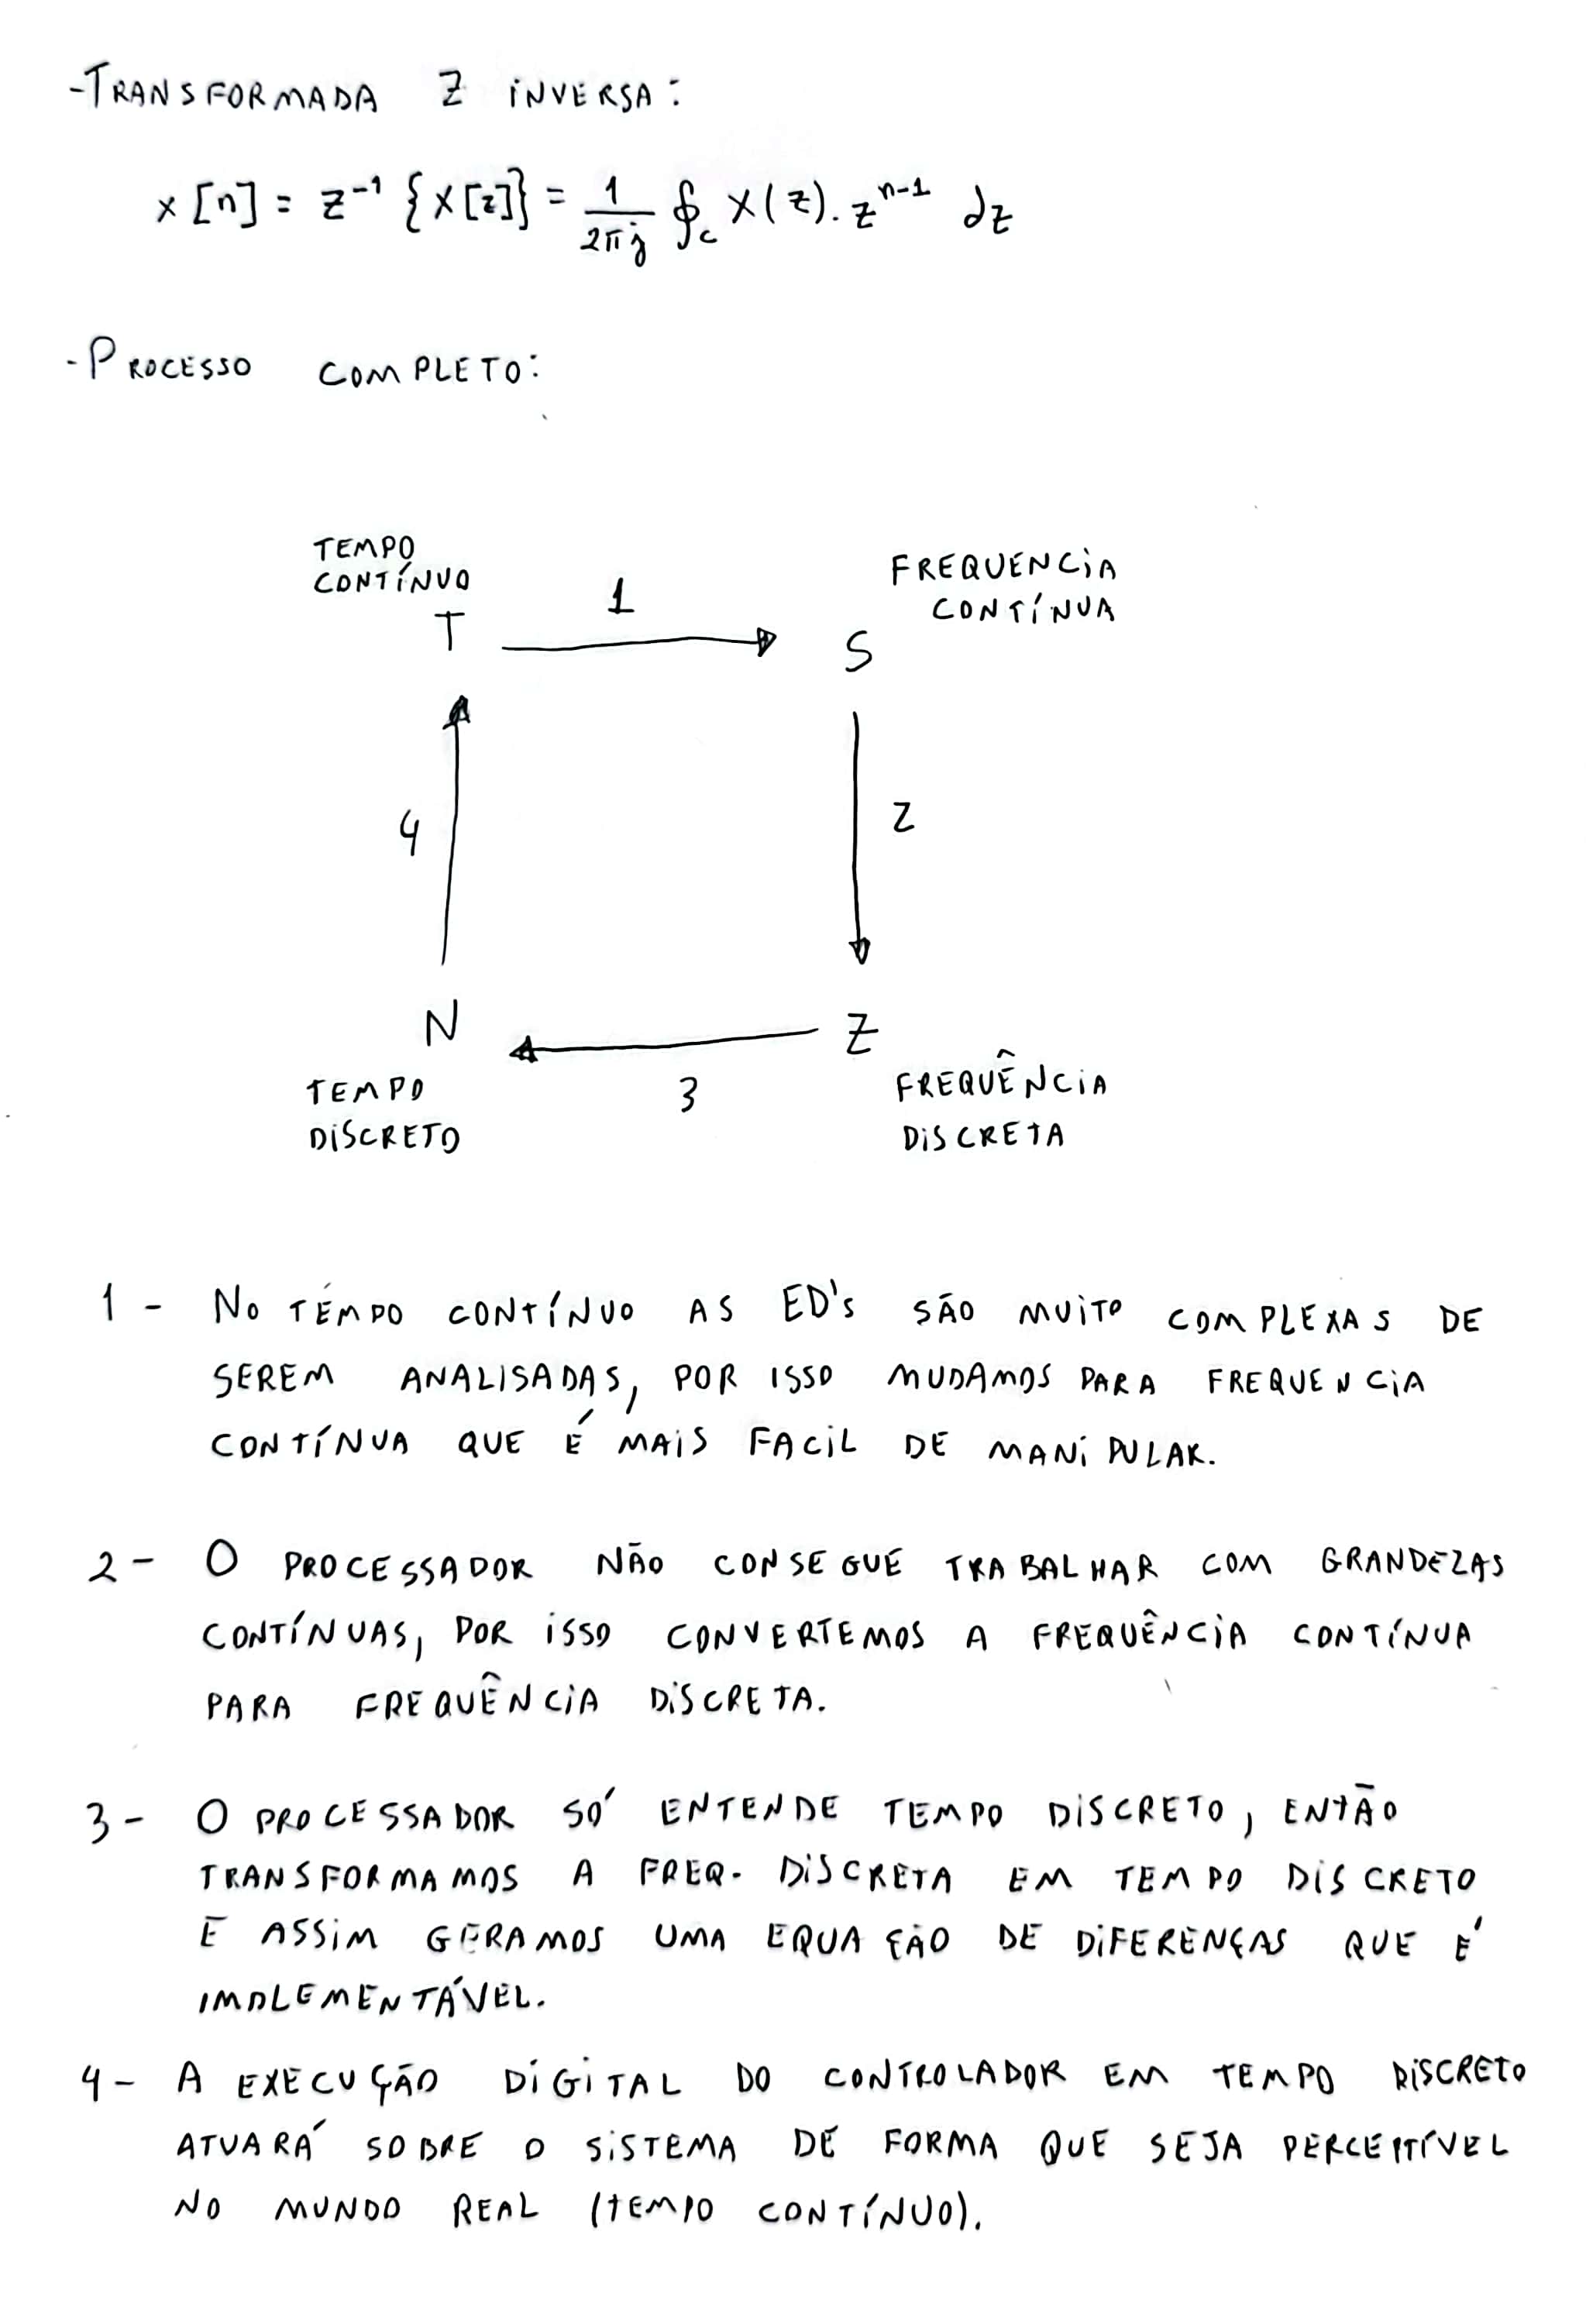 -TRANSFORMADA Z INVERSA:
x[n] = z⁻¹ {X[z]} = 1/2πj ∮c X(z). zⁿ⁻¹ dz
-PROCESSO COMPLETO:
TEMPO
CONTÍNUO
T
1
FREQUENCIA
CONTÍNUA
S
4
2
N
Z
TEMPO
DISCRETO
3
FREQUÊNCIA
DISCRETA
1 - NO TEMPO CONTÍNUO AS ED'S SÃO MUITO COMPLEXAS DE
SEREM ANALISADAS, POR ISSO MUDAMOS PARA FREQUENCIA
CONTÍNUA QUE É MAIS FACIL DE MANIPULAR.
2 - O PROCESSADOR NÃO CONSEGUE TRABALHAR COM GRANDEZAS
CONTÍNUAS, POR ISSO CONVERTEMOS A FREQUÊNCIA CONTÍNUA
PARA FREQUÊNCIA DISCRETA.
3 - O PROCESSADOR SÓ ENTENDE TEMPO DISCRETO, ENTÃO
TRANSFORMAMOS A FREQ. DISCRETA EM TEMPO DISCRETO
E ASSIM GERAMOS UMA EQUAÇÃO DE DIFERENÇAS QUE É
IMPLEMENTÁVEL.
4 - A EXECUÇÃO DIGITAL DO CONTROLADOR EM TEMPO DISCRETO
ATUARÁ SOBRE O SISTEMA DE FORMA QUE SEJA PERCEPTÍVEL
NO MUNDO REAL (TEMPO CONTÍNUO).